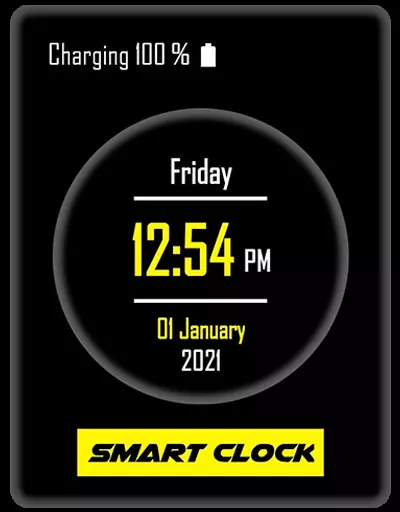 Charging 100 %
Friday
12:54 PM
01 January
2021
SMART CLOCK